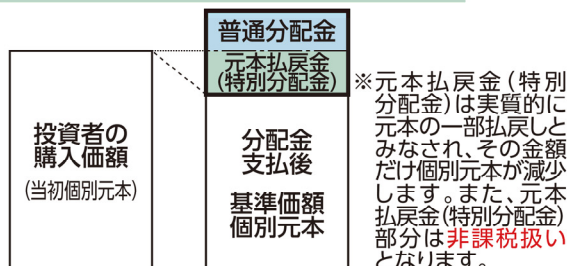 普通分配金
元本払戻金
(特別分配金)
投資者の
購入価額
(当初個別元本)
分配金
支払後
基準価額
個別元本
※元本払戻金(特別
分配金)は実質的に
元本の一部払戻しと
みなされ、その金額
だけ個別元本が減少
します。また、元本
払戻金(特別分配金)
部分は非課税扱い
となります。